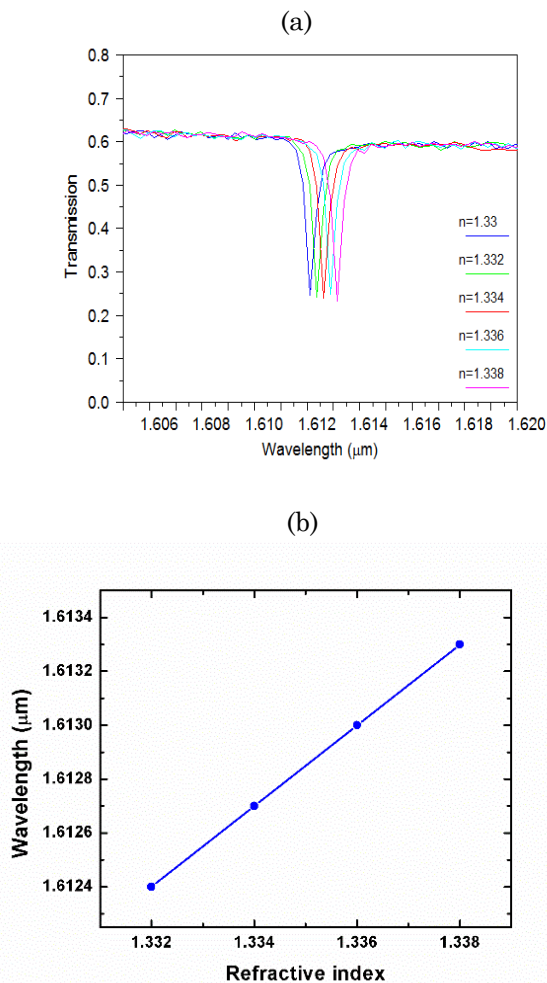 (a)
0.8
0.7
0.6
0.5
0.4
0.3
0.2
0.1
0.0
Transmission
n=1.33
n=1.332
n=1.334
n=1.336
n=1.338
1.606 1.608 1.610 1.612 1.614 1.616 1.618 1.620
Wavelength (μm)
(b)
1.6134
1.6132
1.6130
1.6128
1.6126
1.6124
Wavelength (μm)
1.332 1.334 1.336 1.338
Refractive index